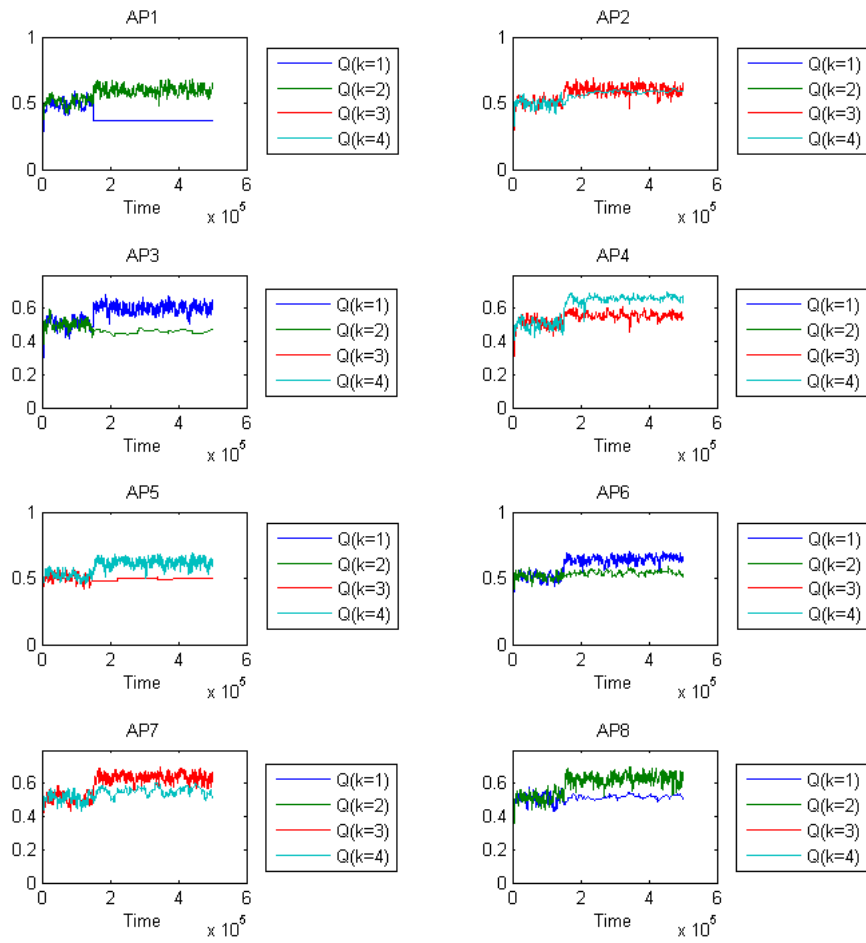 AP1
1
0.5
0
0 2 4 6
Time
x 10^5
Q(k=1)
Q(k=2)
Q(k=3)
Q(k=4)
AP2
1
0.5
0
0 2 4 6
Time
x 10^5
Q(k=1)
Q(k=2)
Q(k=3)
Q(k=4)
AP3
0.6
0.4
0.2
0
0 2 4 6
Time
x 10^5
Q(k=1)
Q(k=2)
Q(k=3)
Q(k=4)
AP4
0.6
0.4
0.2
0
0 2 4 6
Time
x 10^5
Q(k=1)
Q(k=2)
Q(k=3)
Q(k=4)
AP5
1
0.5
0
0 2 4 6
Time
x 10^5
Q(k=1)
Q(k=2)
Q(k=3)
Q(k=4)
AP6
1
0.5
0
0 2 4 6
Time
x 10^5
Q(k=1)
Q(k=2)
Q(k=3)
Q(k=4)
AP7
0.6
0.4
0.2
0
0 2 4 6
Time
x 10^5
Q(k=1)
Q(k=2)
Q(k=3)
Q(k=4)
AP8
0.6
0.4
0.2
0
0 2 4 6
Time
x 10^5
Q(k=1)
Q(k=2)
Q(k=3)
Q(k=4)